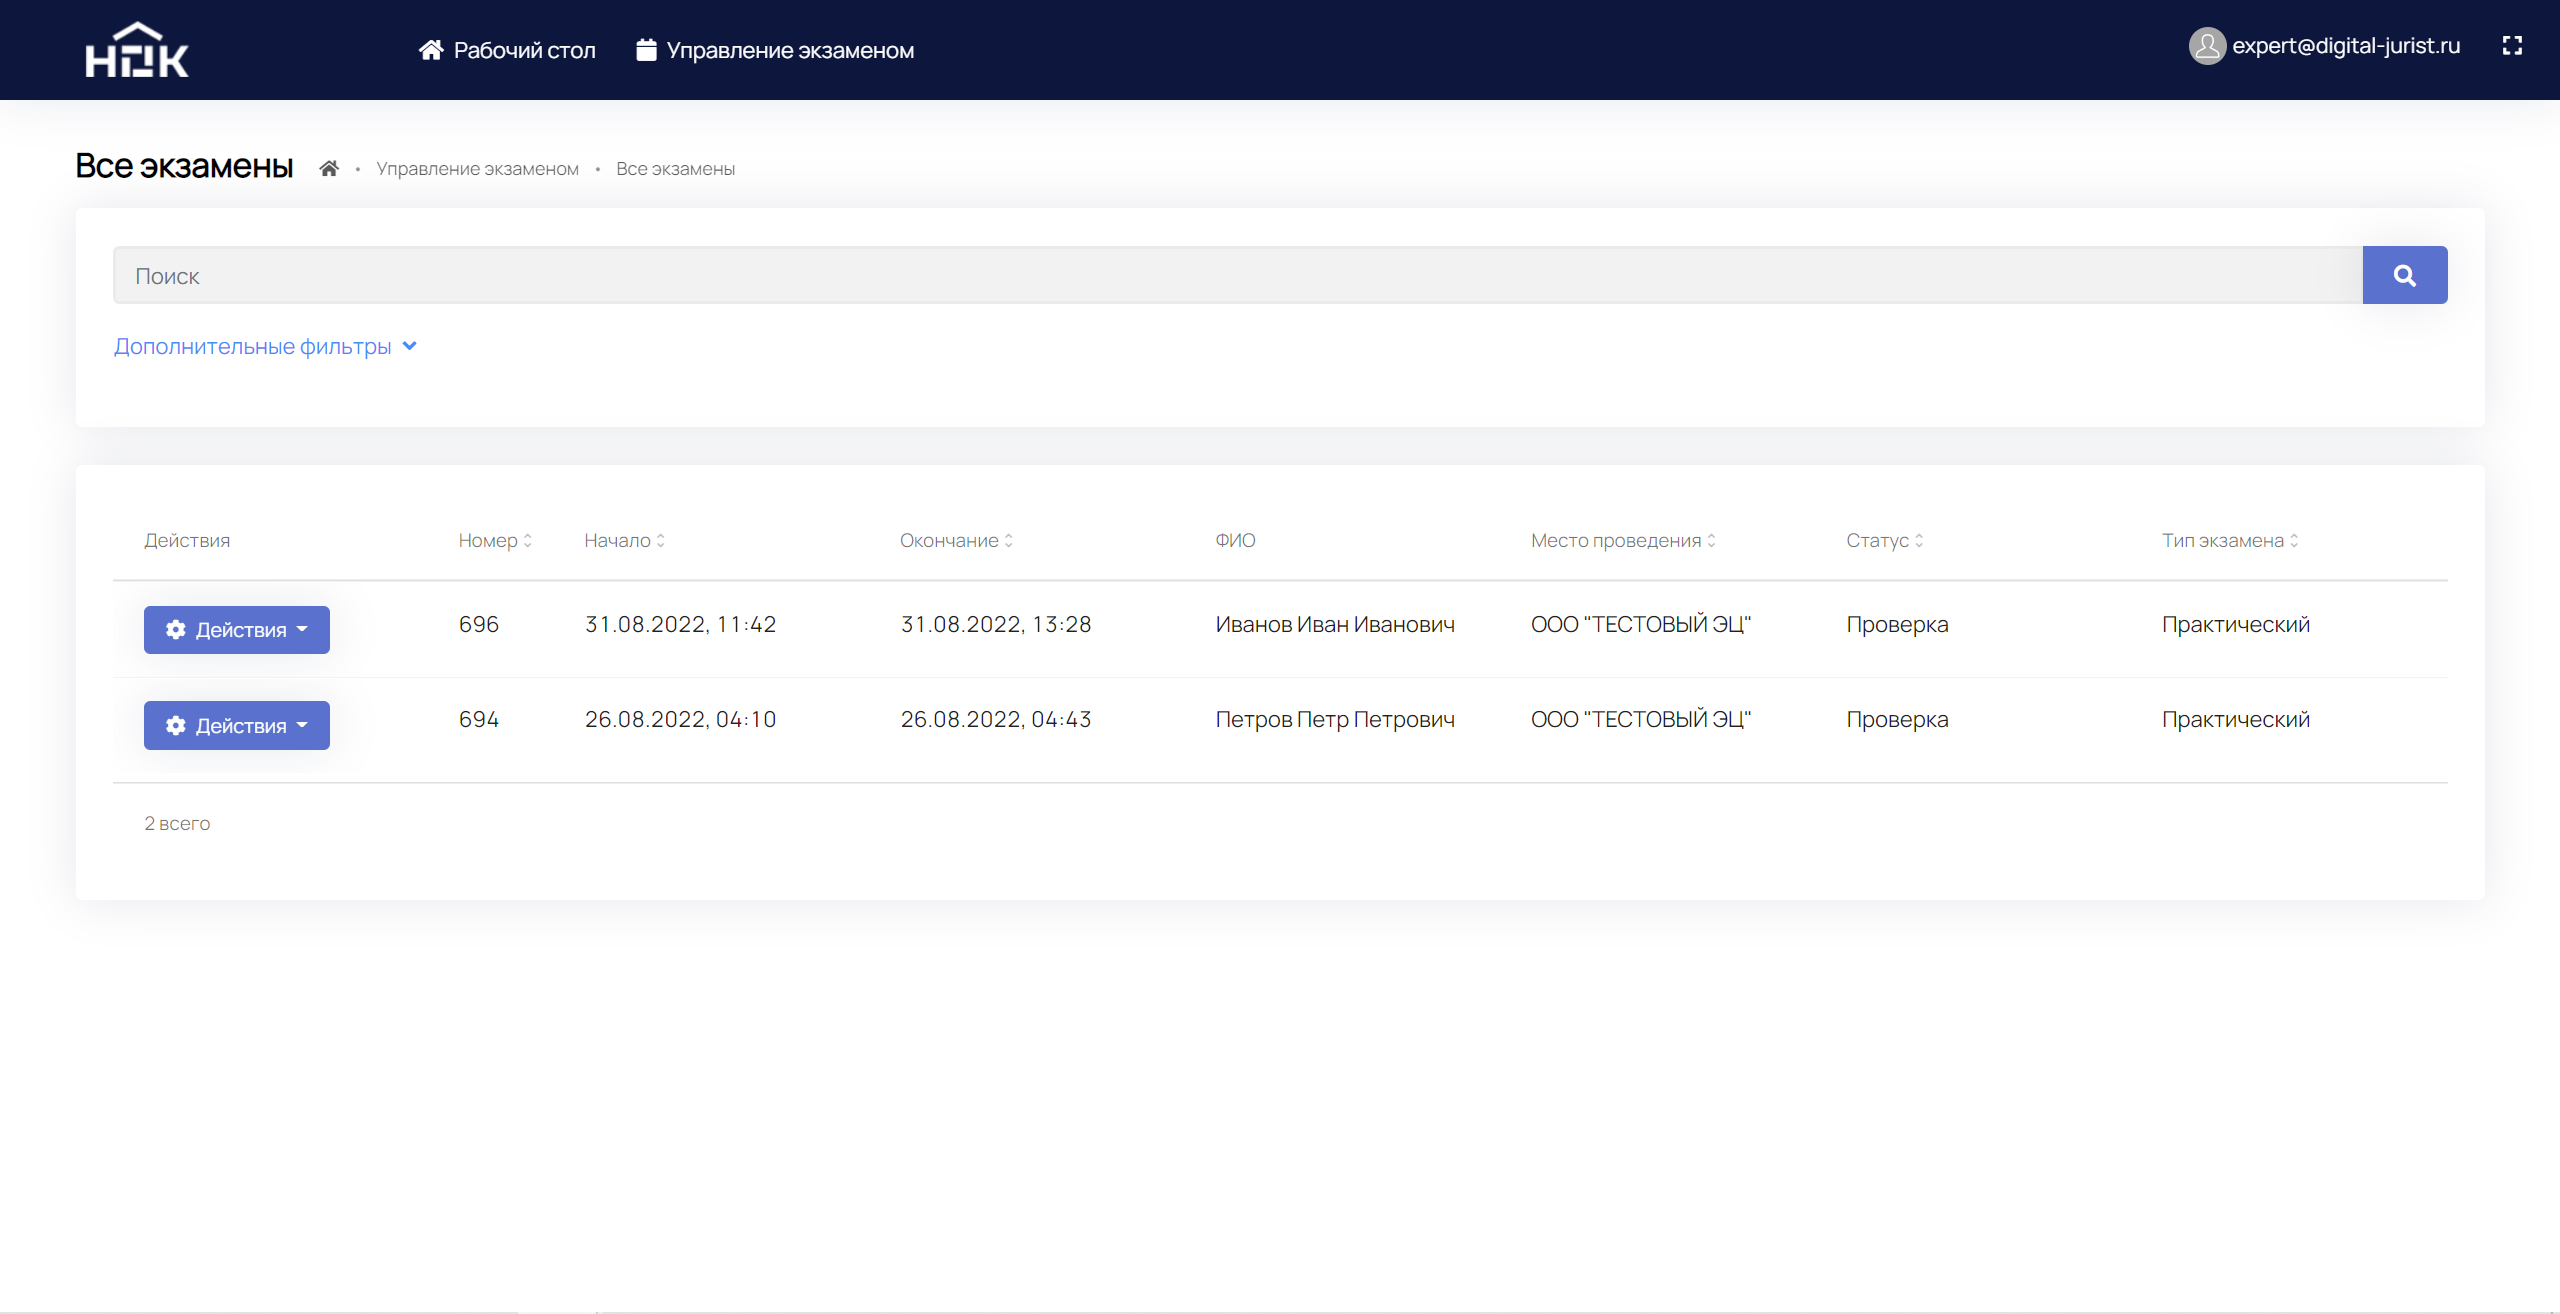 НОК
Рабочий стол
Управление экзаменом
expert@digital-jurist.ru
Все экзамены
• Управление экзаменом • Все экзамены
Поиск
Дополнительные фильтры
Действия Номер Начало Окончание ФИО Место проведения Статус Тип экзамена
Действия 696 31.08.2022, 11:42 31.08.2022, 13:28 Иванов Иван Иванович ООО "ТЕСТОВЫЙ ЭЦ" Проверка Практический
Действия 694 26.08.2022, 04:10 26.08.2022, 04:43 Петров Петр Петрович ООО "ТЕСТОВЫЙ ЭЦ" Проверка Практический
2 всего